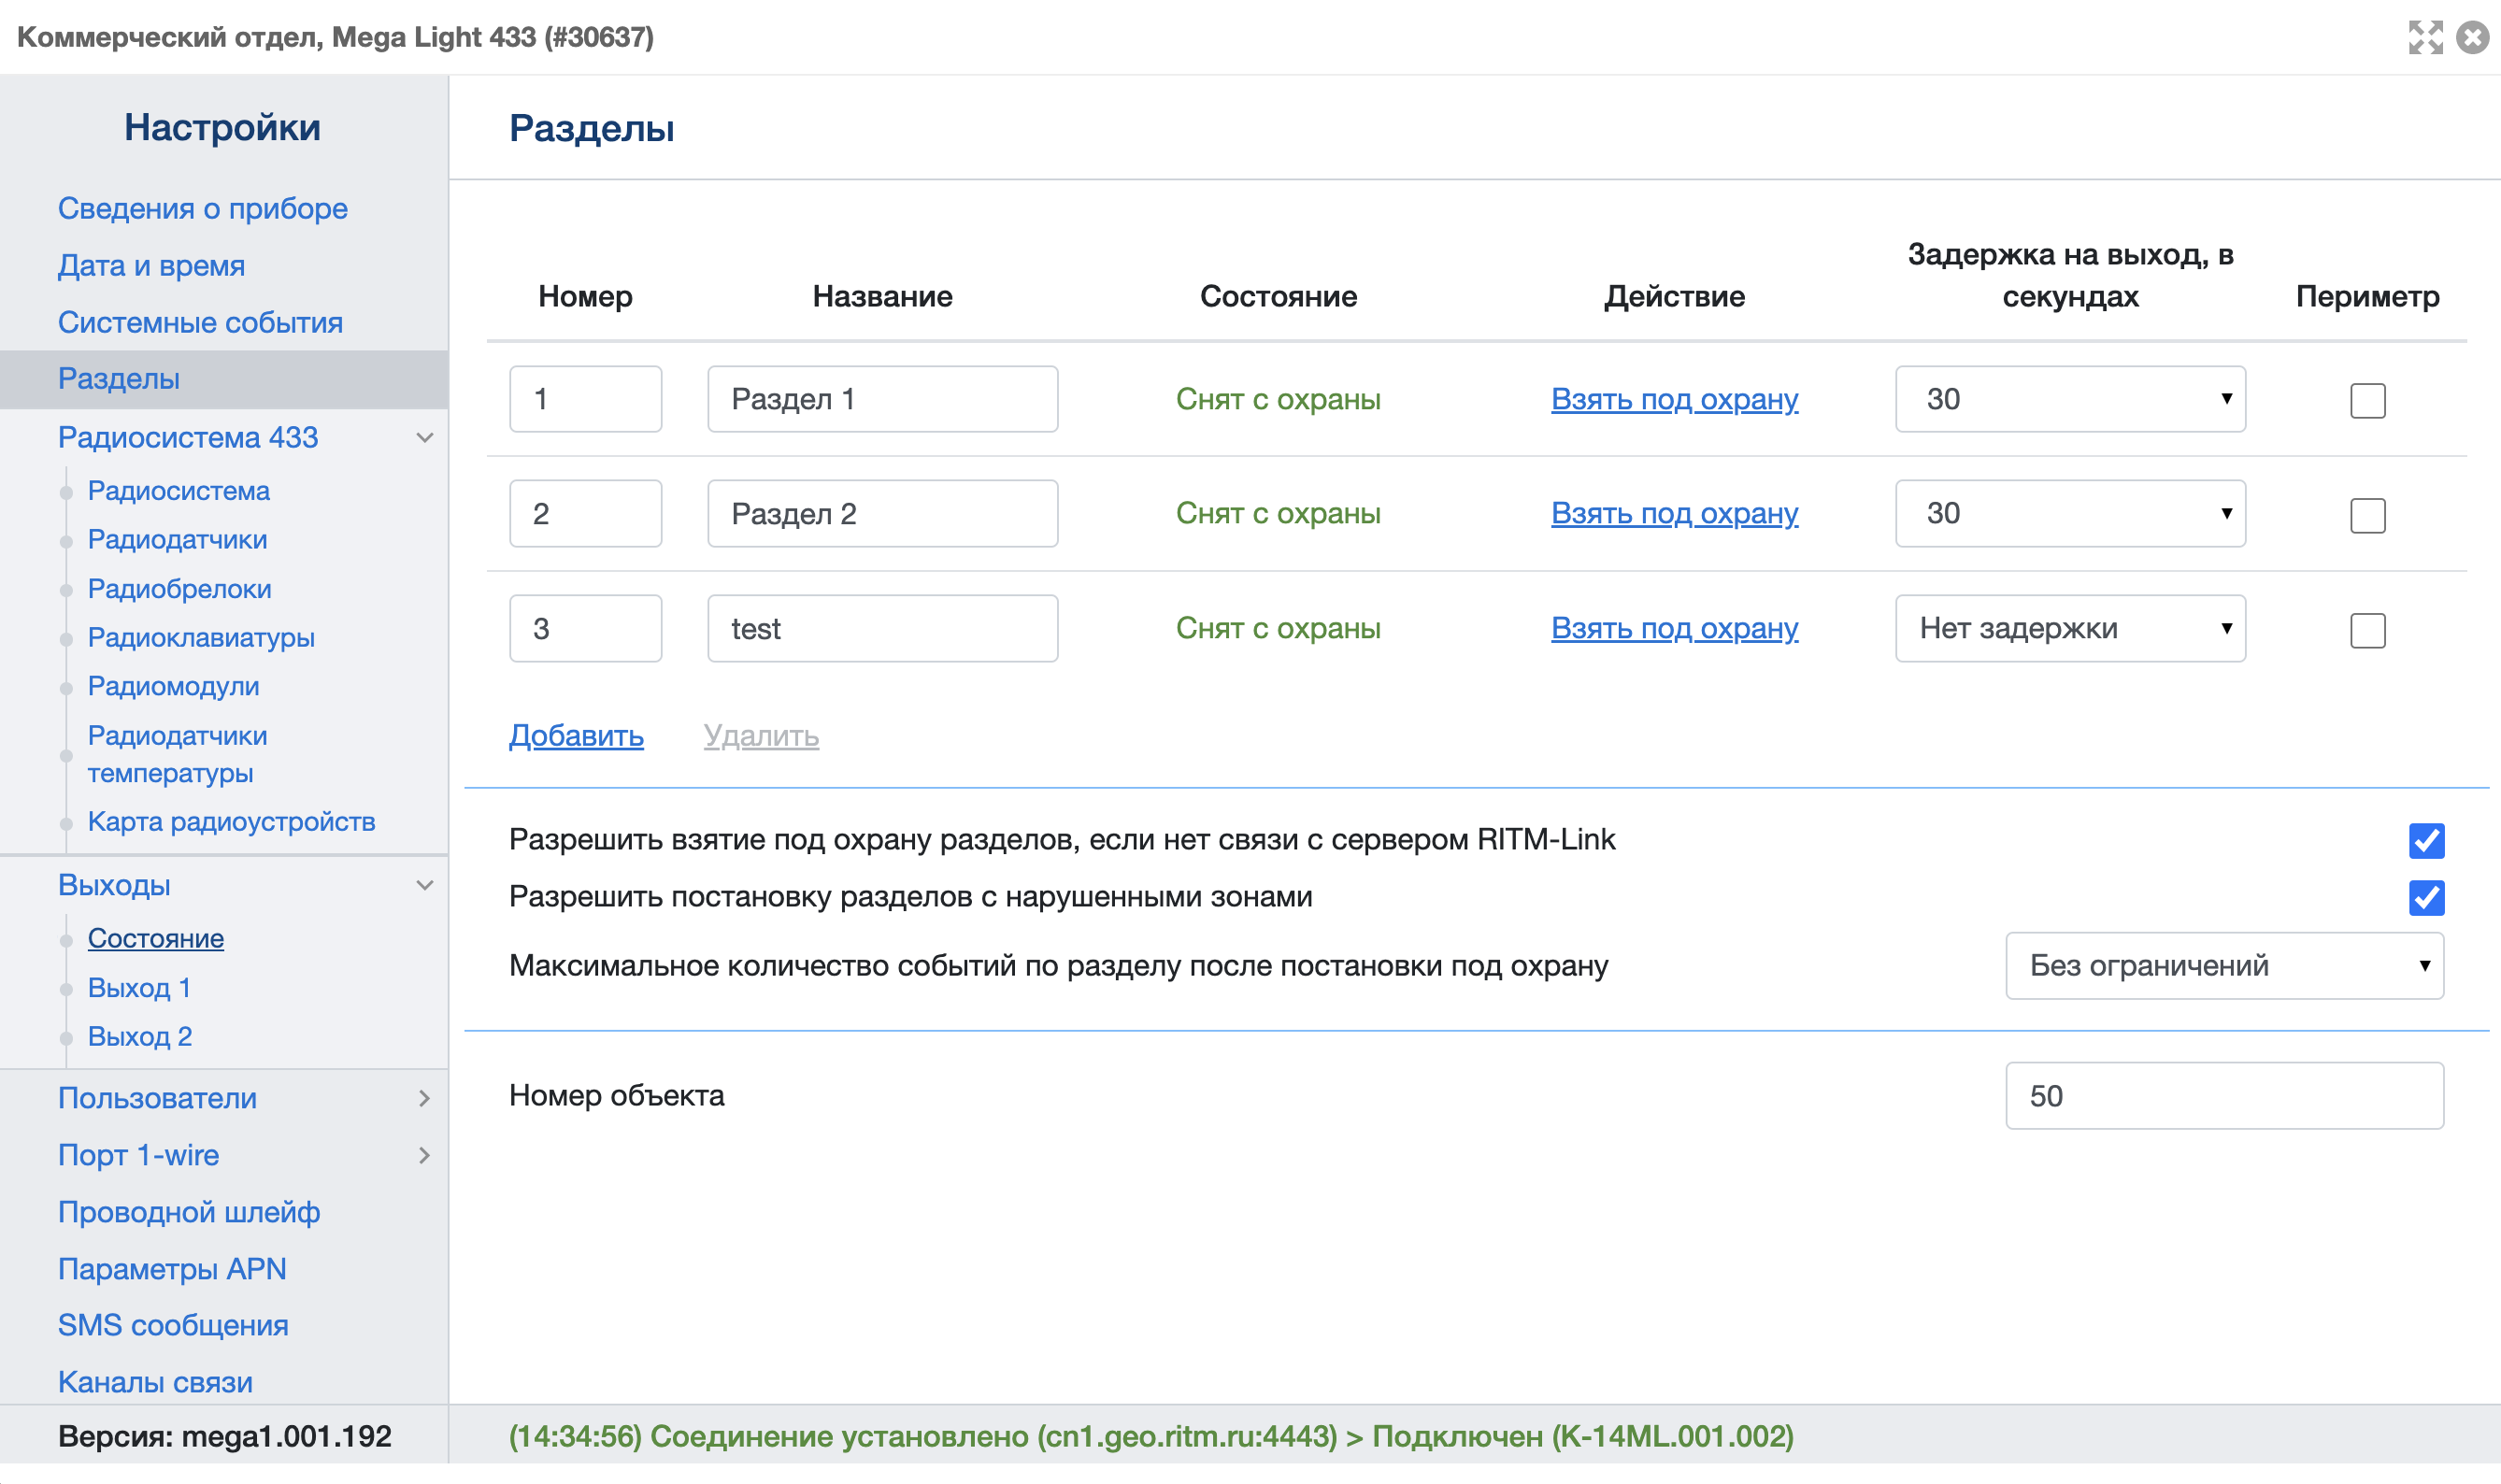 Коммерческий отдел, Mega Light 433 (#30637)
Настройки
Сведения о приборе
Дата и время
Системные события
Разделы
Радиосистема 433
Радиосистема
Радиодатчики
Радиобрелоки
Радиоклавиатуры
Радиомодули
Радиодатчики
температуры
Карта радиоустройств
Выходы
Состояние
Выход 1
Выход 2
Пользователи
Порт 1-wire
Проводной шлейф
Параметры APN
SMS сообщения
Каналы связи
Версия: mega1.001.192
Разделы
Номер Название Состояние Действие Задержка на выход, в
секундах Периметр
1 Раздел 1 Снят с охраны Взять под охрану 30
2 Раздел 2 Снят с охраны Взять под охрану 30
3 test Снят с охраны Взять под охрану Нет задержки
Добавить Удалить
Разрешить взятие под охрану разделов, если нет связи с сервером RITM-Link
Разрешить постановку разделов с нарушенными зонами
Максимальное количество событий по разделу после постановки под охрану Без ограничений
Номер объекта 50
(14:34:56) Соединение установлено (cn1.geo.ritm.ru:4443) > Подключен (K-14ML.001.002)